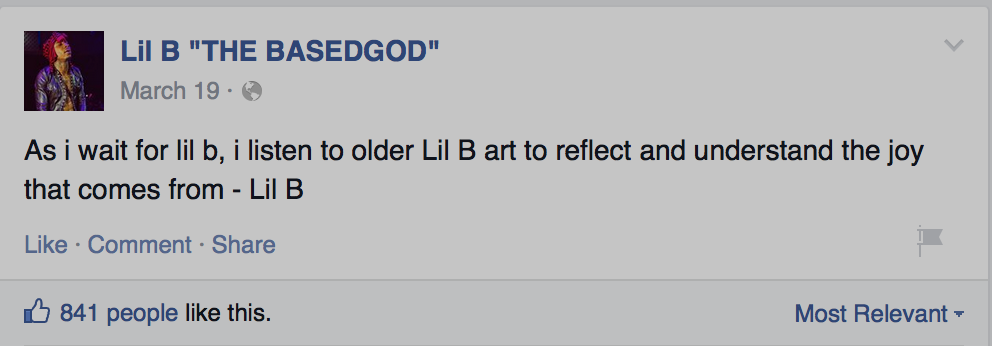 Lil B "THE BASEDGOD"
March 19 ·
As i wait for lil b, i listen to older Lil B art to reflect and understand the joy
that comes from - Lil B
Like · Comment · Share
841 people like this.
Most Relevant